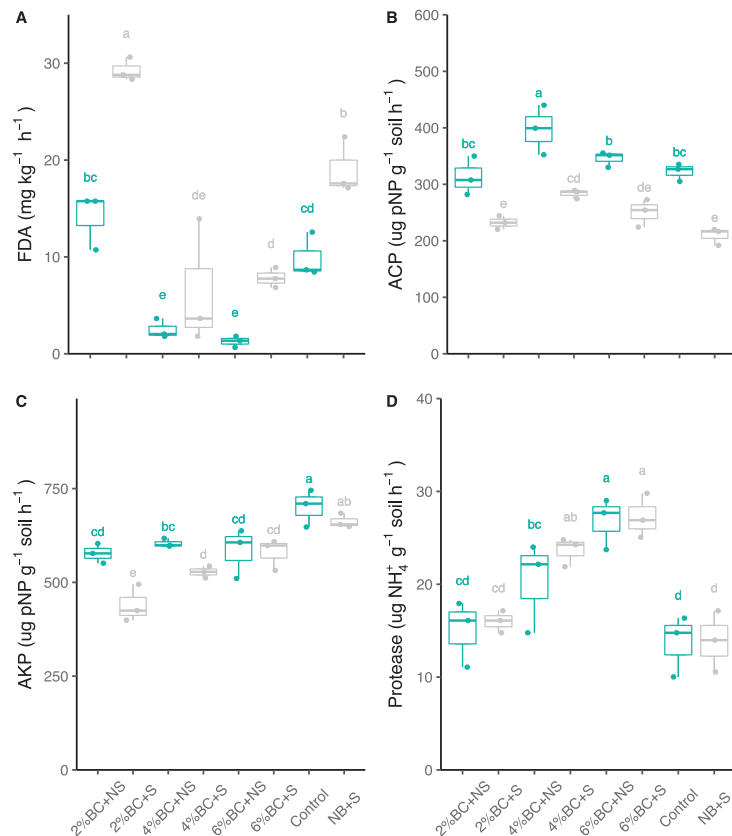 A
FDA (mg kg⁻¹ h⁻¹)
30
20
10
0
bc
a
e
de
e
d
cd
b
B
ACP (ug pNP g⁻¹ soil h⁻¹)
600
500
400
300
200
100
0
bc
e
a
cd
b
de
bc
e
C
AKP (ug pNP g⁻¹ soil h⁻¹)
750
500
250
0
cd
e
bc
d
cd
cd
a
ab
2%BC+NS
2%BC+S
4%BC+NS
4%BC+S
6%BC+NS
6%BC+S
Control
NB+S
D
Protease (ug NH₄⁺ g⁻¹ soil h⁻¹)
40
30
20
10
0
cd
cd
bc
ab
a
a
d
d
2%BC+NS
2%BC+S
4%BC+NS
4%BC+S
6%BC+NS
6%BC+S
Control
NB+S